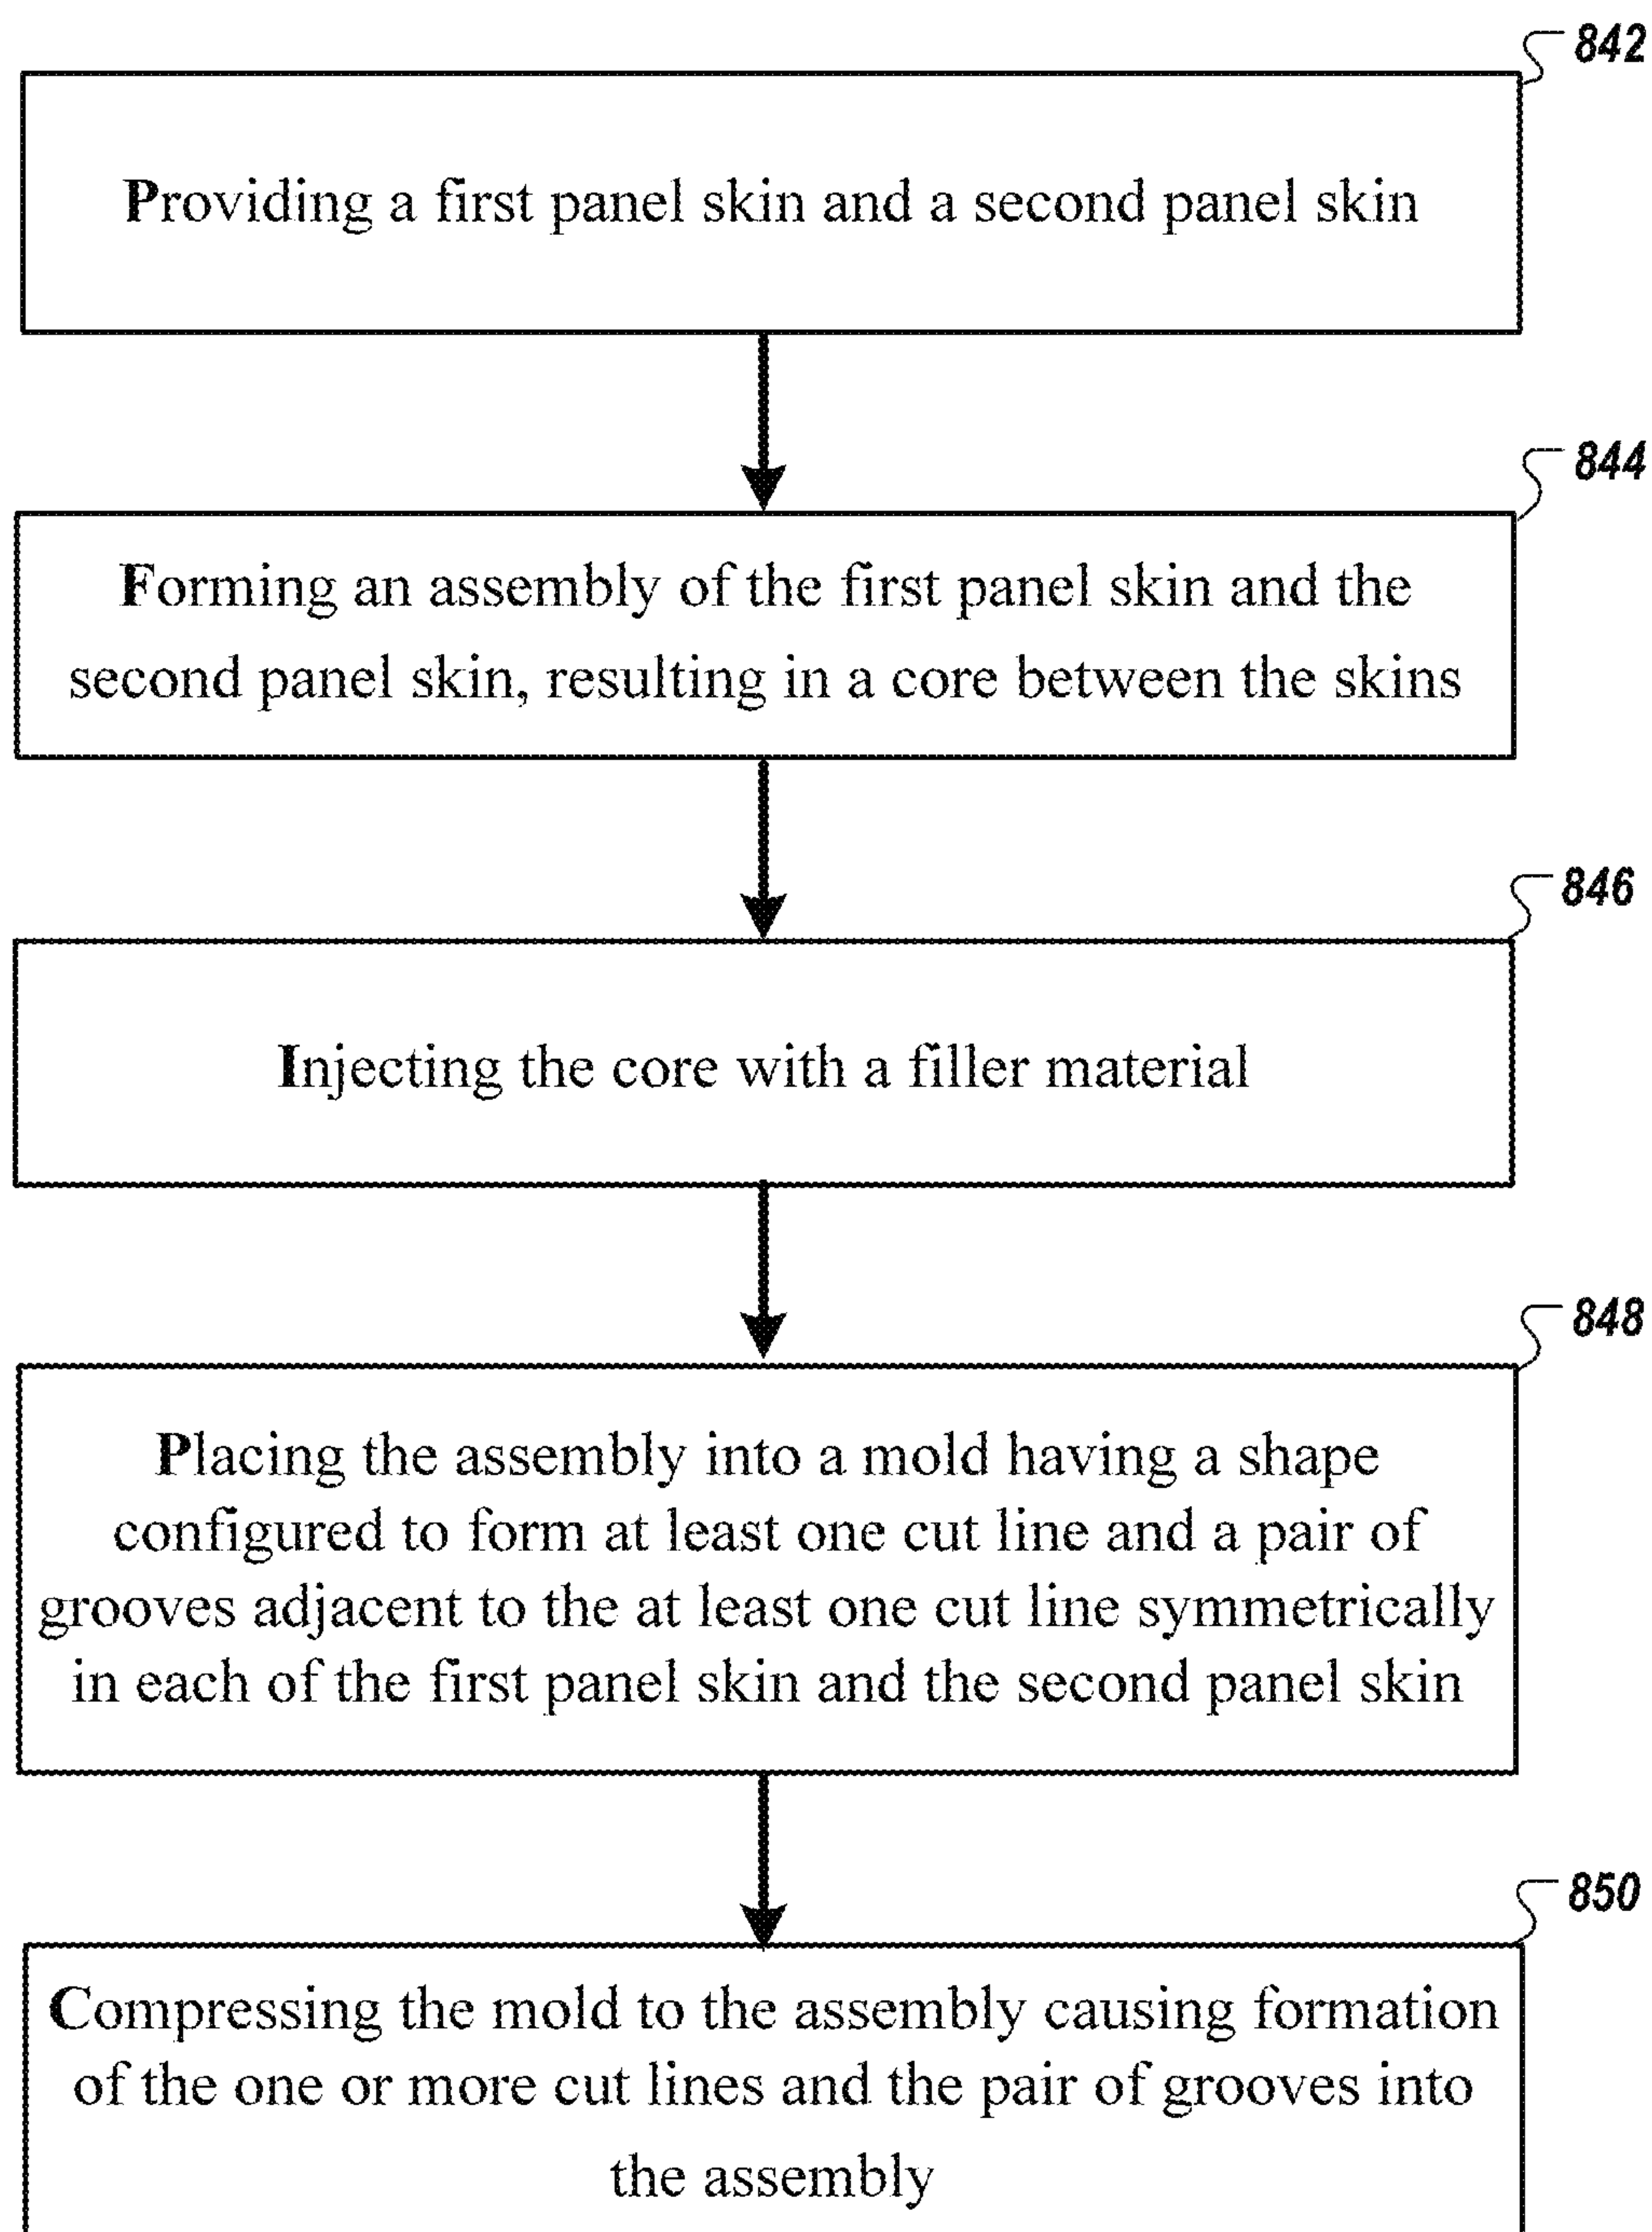 842
Providing a first panel skin and a second panel skin
844
Forming an assembly of the first panel skin and the
second panel skin, resulting in a core between the skins
846
Injecting the core with a filler material
848
Placing the assembly into a mold having a shape
configured to form at least one cut line and a pair of
grooves adjacent to the at least one cut line symmetrically
in each of the first panel skin and the second panel skin
850
Compressing the mold to the assembly causing formation
of the one or more cut lines and the pair of grooves into
the assembly